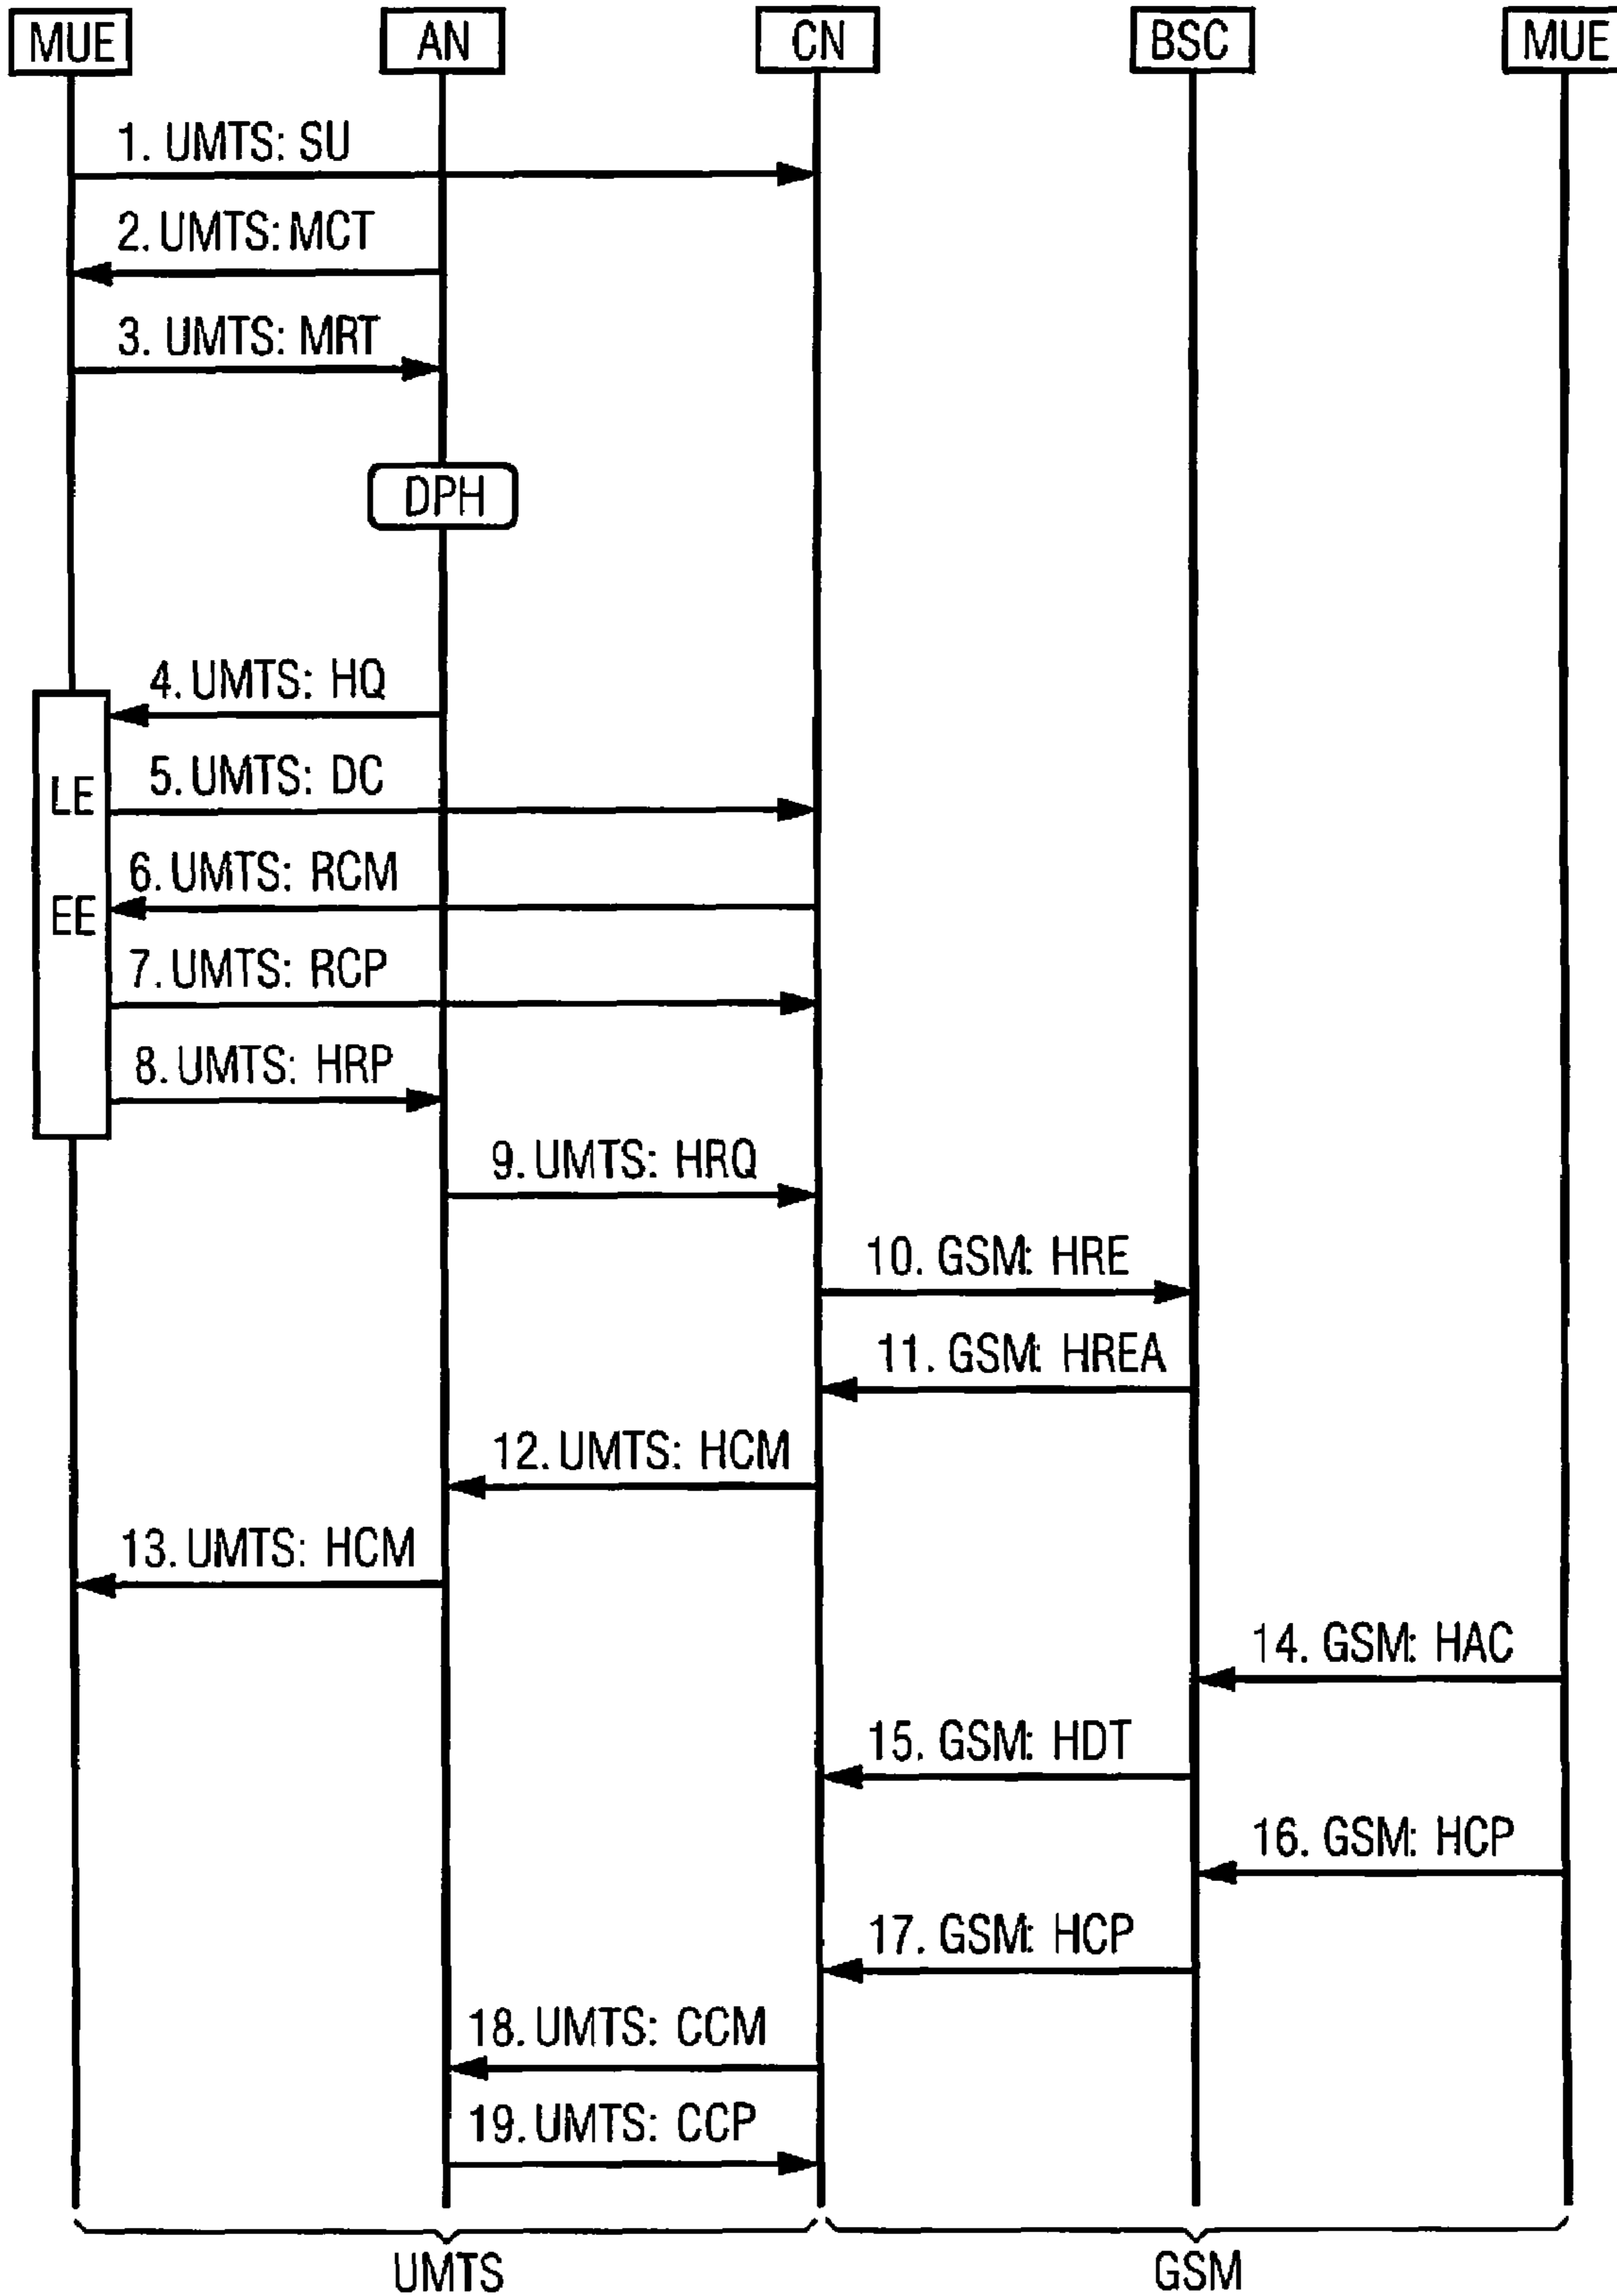 MUE AN CN BSC MUE
1. UMTS: SU
2. UMTS: MCT
3. UMTS: MRT
DPH
4. UMTS: HQ
LE
5. UMTS: DC
6. UMTS: RCM
EE
7. UMTS: RCP
8. UMTS: HRP
9. UMTS: HRQ
10. GSM: HRE
11. GSM: HREA
12. UMTS: HCM
13. UMTS: HCM
14. GSM: HAC
15. GSM: HDT
16. GSM: HCP
17. GSM: HCP
18. UMTS: CCM
19. UMTS: CCP
UMTS GSM